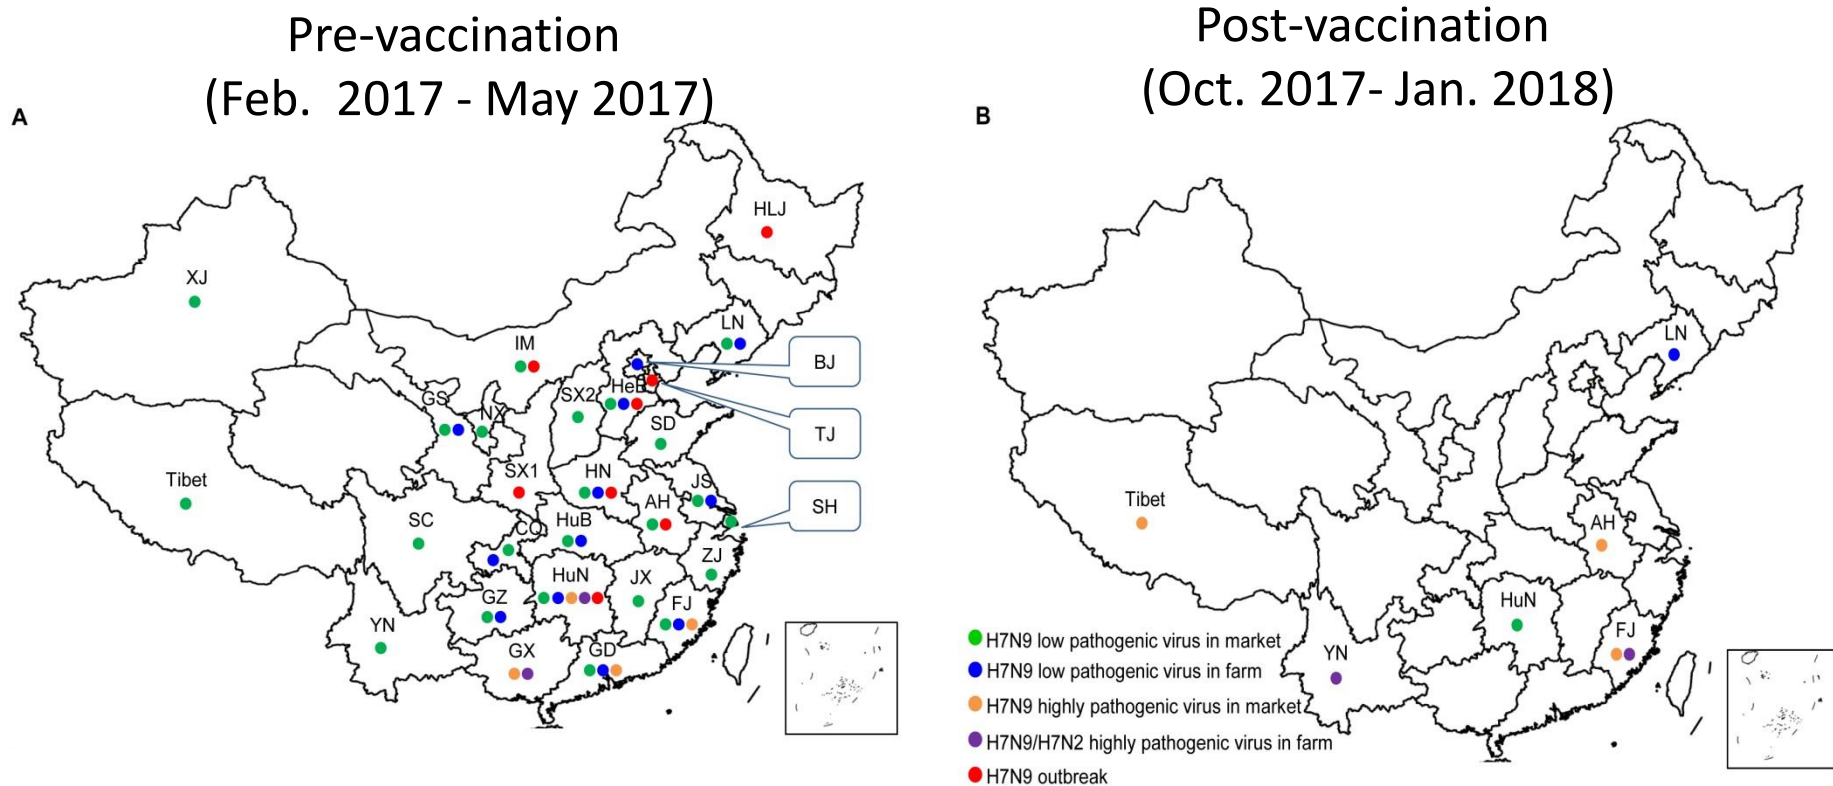 Pre-vaccination
(Feb. 2017 - May 2017)
A
HLJ
XJ
LN
IM
BJ
HeB
SX2
GS
NX
SD
TJ
Tibet
SX1
HN
JS
AH
SH
SC
CQ
HuB
ZJ
HuN
JX
GZ
FJ
YN
GX
GD
Post-vaccination
(Oct. 2017- Jan. 2018)
B
LN
Tibet
AH
HuN
FJ
YN
H7N9 low pathogenic virus in market
H7N9 low pathogenic virus in farm
H7N9 highly pathogenic virus in market
H7N9/H7N2 highly pathogenic virus in farm
H7N9 outbreak